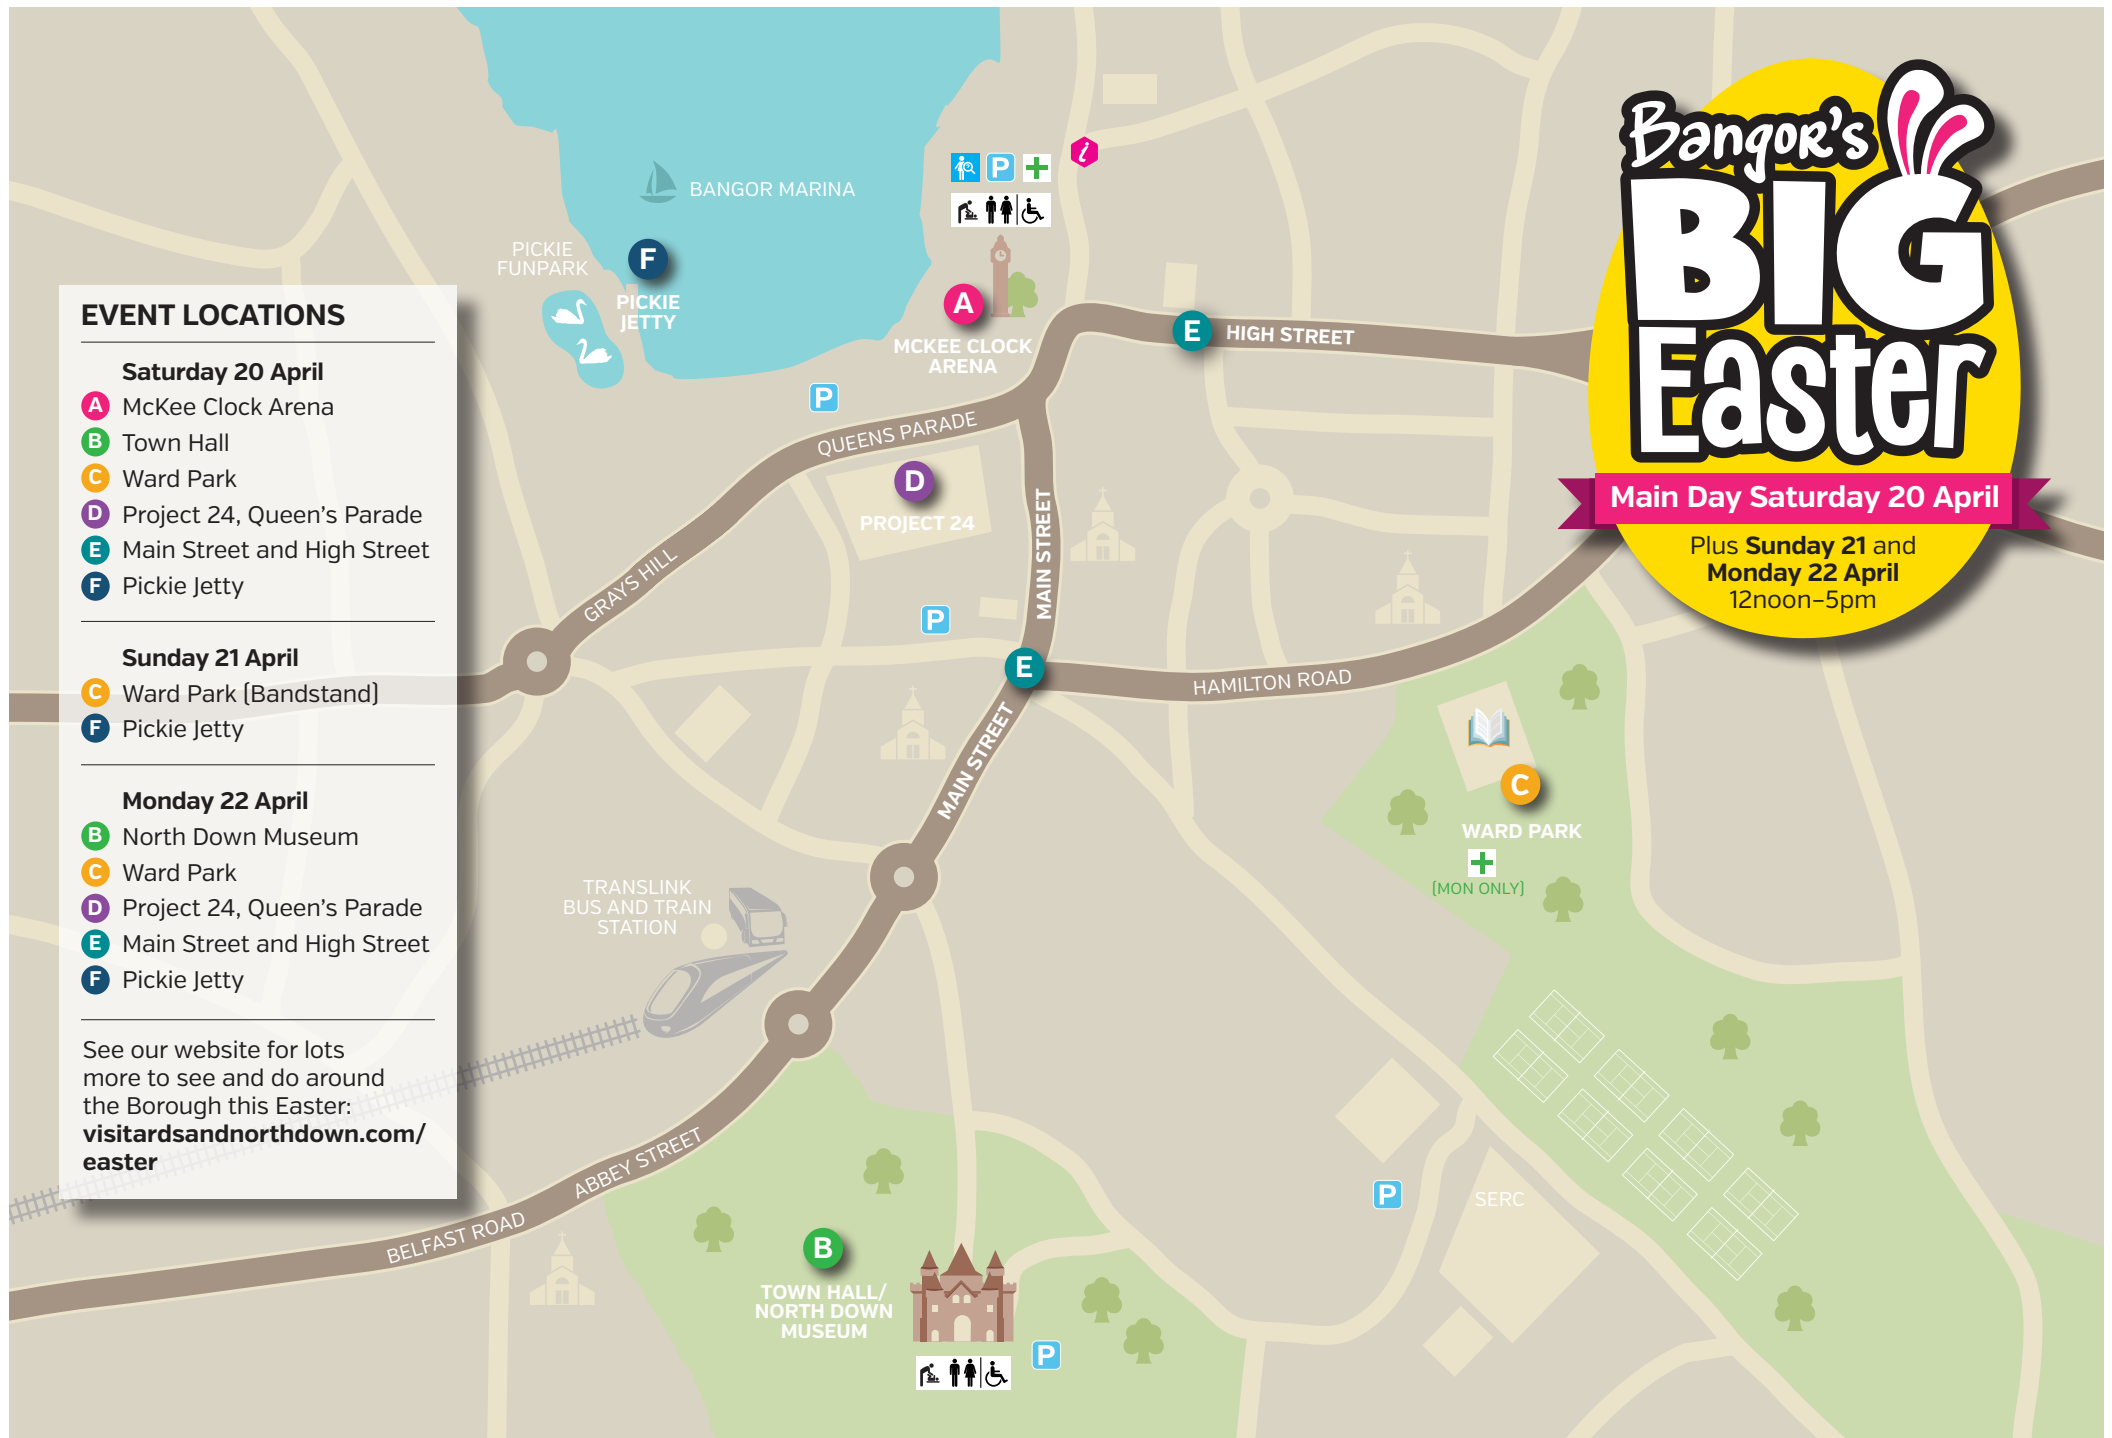 Bangor's
BIG
Easter
Main Day Saturday 20 April
Plus Sunday 21 and
Monday 22 April
12noon–5pm
EVENT LOCATIONS
Saturday 20 April
A McKee Clock Arena
B Town Hall
C Ward Park
D Project 24, Queen's Parade
E Main Street and High Street
F Pickie Jetty
Sunday 21 April
C Ward Park (Bandstand)
F Pickie Jetty
Monday 22 April
B North Down Museum
C Ward Park
D Project 24, Queen's Parade
E Main Street and High Street
F Pickie Jetty
See our website for lots
more to see and do around
the Borough this Easter:
visitardsandnorthdown.com/
easter
BANGOR MARINA
PICKIE
FUNPARK
F
PICKIE
JETTY
P
i
A
MCKEE CLOCK
ARENA
E
HIGH STREET
P
QUEENS PARADE
D
PROJECT 24
MAIN STREET
GRAYS HILL
P
E
HAMILTON ROAD
MAIN STREET
C
WARD PARK
(MON ONLY)
TRANSLINK
BUS AND TRAIN
STATION
ABBEY STREET
BELFAST ROAD
P
SERC
B
TOWN HALL/
NORTH DOWN
MUSEUM
P